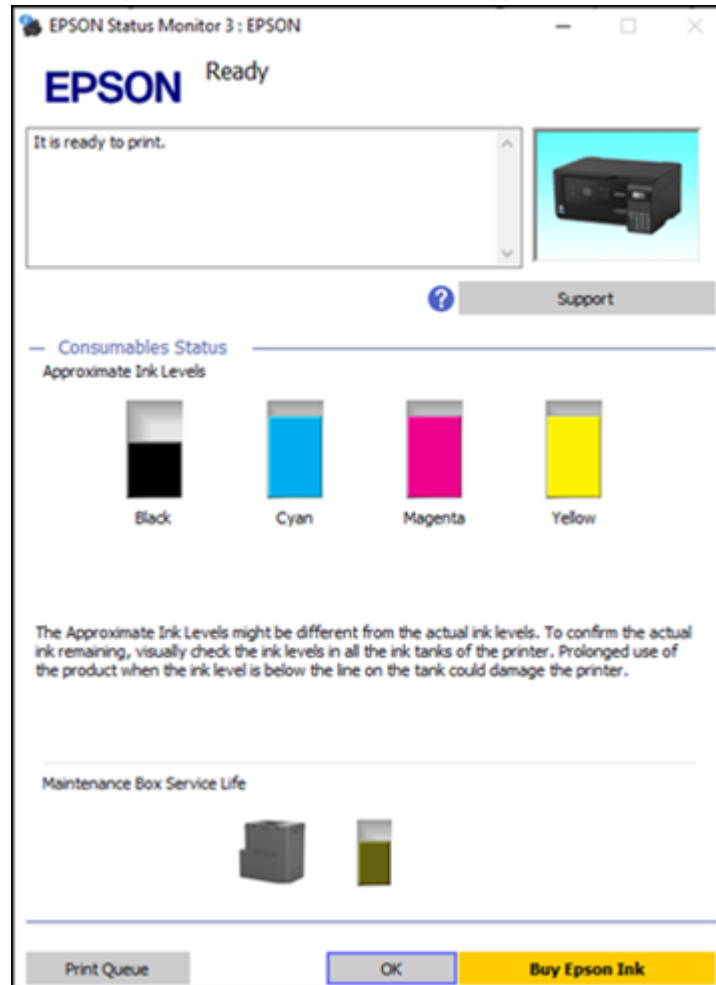 EPSON Status Monitor 3 : EPSON
EPSON
Ready
It is ready to print.
?
Support
Consumables Status
Approximate Ink Levels
Black Cyan Magenta Yellow
The Approximate Ink Levels might be different from the actual ink levels. To confirm the actual
ink remaining, visually check the ink levels in all the ink tanks of the printer. Prolonged use of
the product when the ink level is below the line on the tank could damage the printer.
Maintenance Box Service Life
EPSON
Print Queue OK Buy Epson Ink